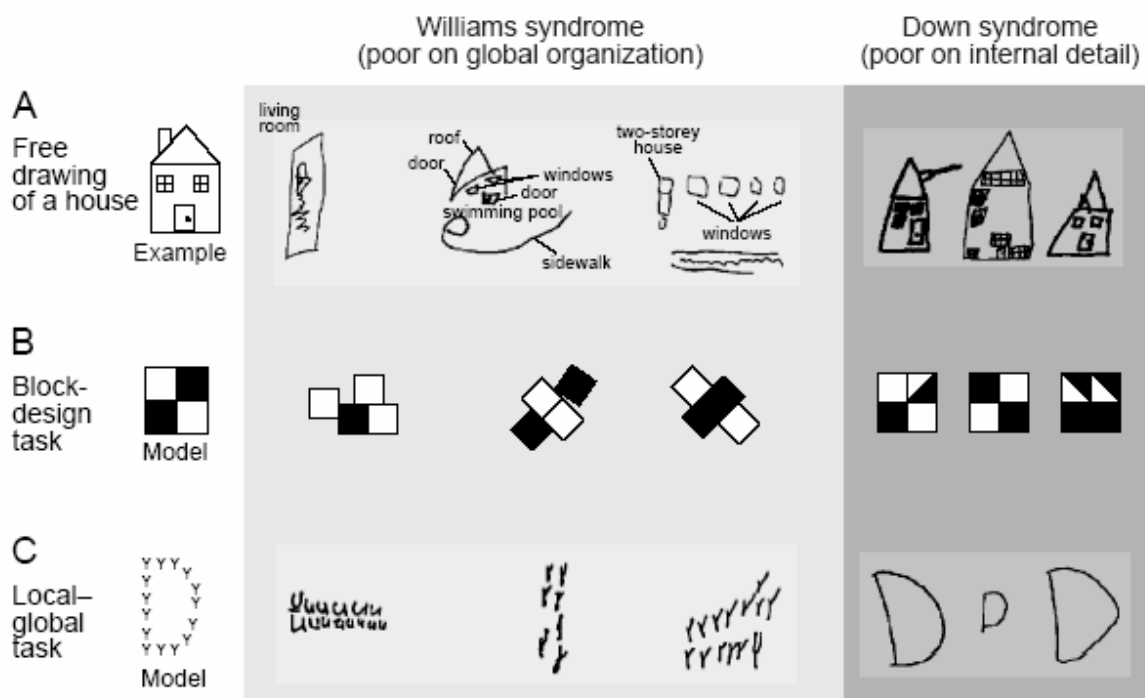 Williams syndrome
(poor on global organization)
Down syndrome
(poor on internal detail)
A
Free
drawing
of a house
Example
living
room
roof
door
windows
door
swimming pool
sidewalk
two-storey
house
windows
B
Block-
design
task
Model
C
Local–
global
task
Y Y Y
Y Y
Y Y
Y Y
Y Y
Y Y
Y Y Y
Model